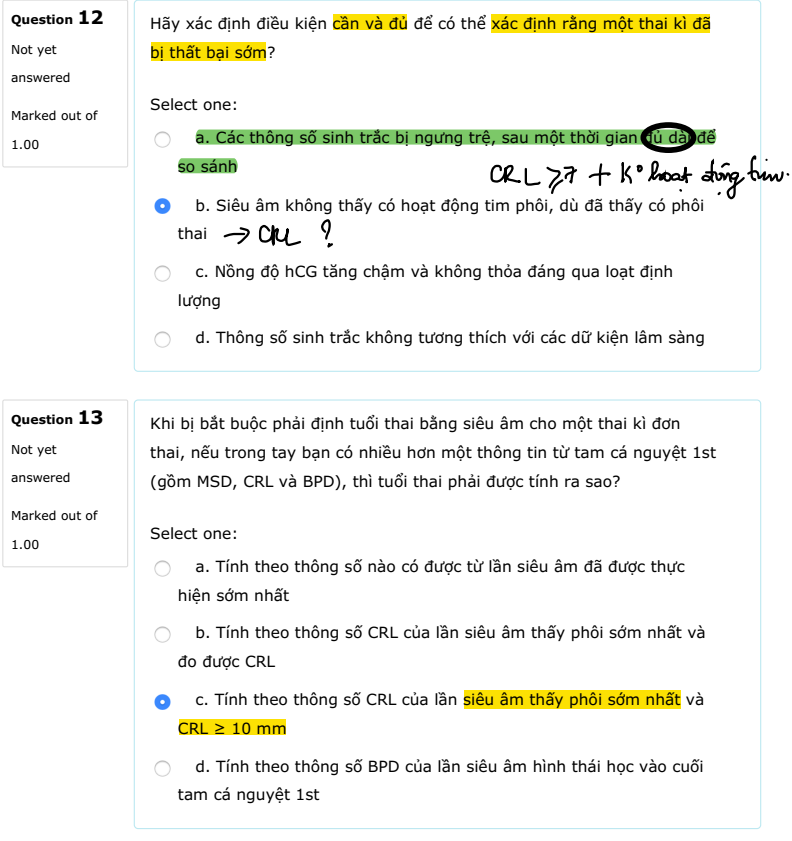 Question 12
Not yet
answered
Marked out of
1.00
Hãy xác định điều kiện cần và đủ để có thể xác định rằng một thai kì đã
bị thất bại sớm?
Select one:
a. Các thông số sinh trắc bị ngưng trệ, sau một thời gian đủ dài để
so sánh
CRL ≥ 7 + K° hoạt động tim.
b. Siêu âm không thấy có hoạt động tim phôi, dù đã thấy có phôi
thai → CRL ?
c. Nồng độ hCG tăng chậm và không thỏa đáng qua loạt định
lượng
d. Thông số sinh trắc không tương thích với các dữ kiện lâm sàng
Question 13
Not yet
answered
Marked out of
1.00
Khi bị bắt buộc phải định tuổi thai bằng siêu âm cho một thai kì đơn
thai, nếu trong tay bạn có nhiều hơn một thông tin từ tam cá nguyệt 1st
(gồm MSD, CRL và BPD), thì tuổi thai phải được tính ra sao?
Select one:
a. Tính theo thông số nào có được từ lần siêu âm đã được thực
hiện sớm nhất
b. Tính theo thông số CRL của lần siêu âm thấy phôi sớm nhất và
đo được CRL
c. Tính theo thông số CRL của lần siêu âm thấy phôi sớm nhất và
CRL ≥ 10 mm
d. Tính theo thông số BPD của lần siêu âm hình thái học vào cuối
tam cá nguyệt 1st